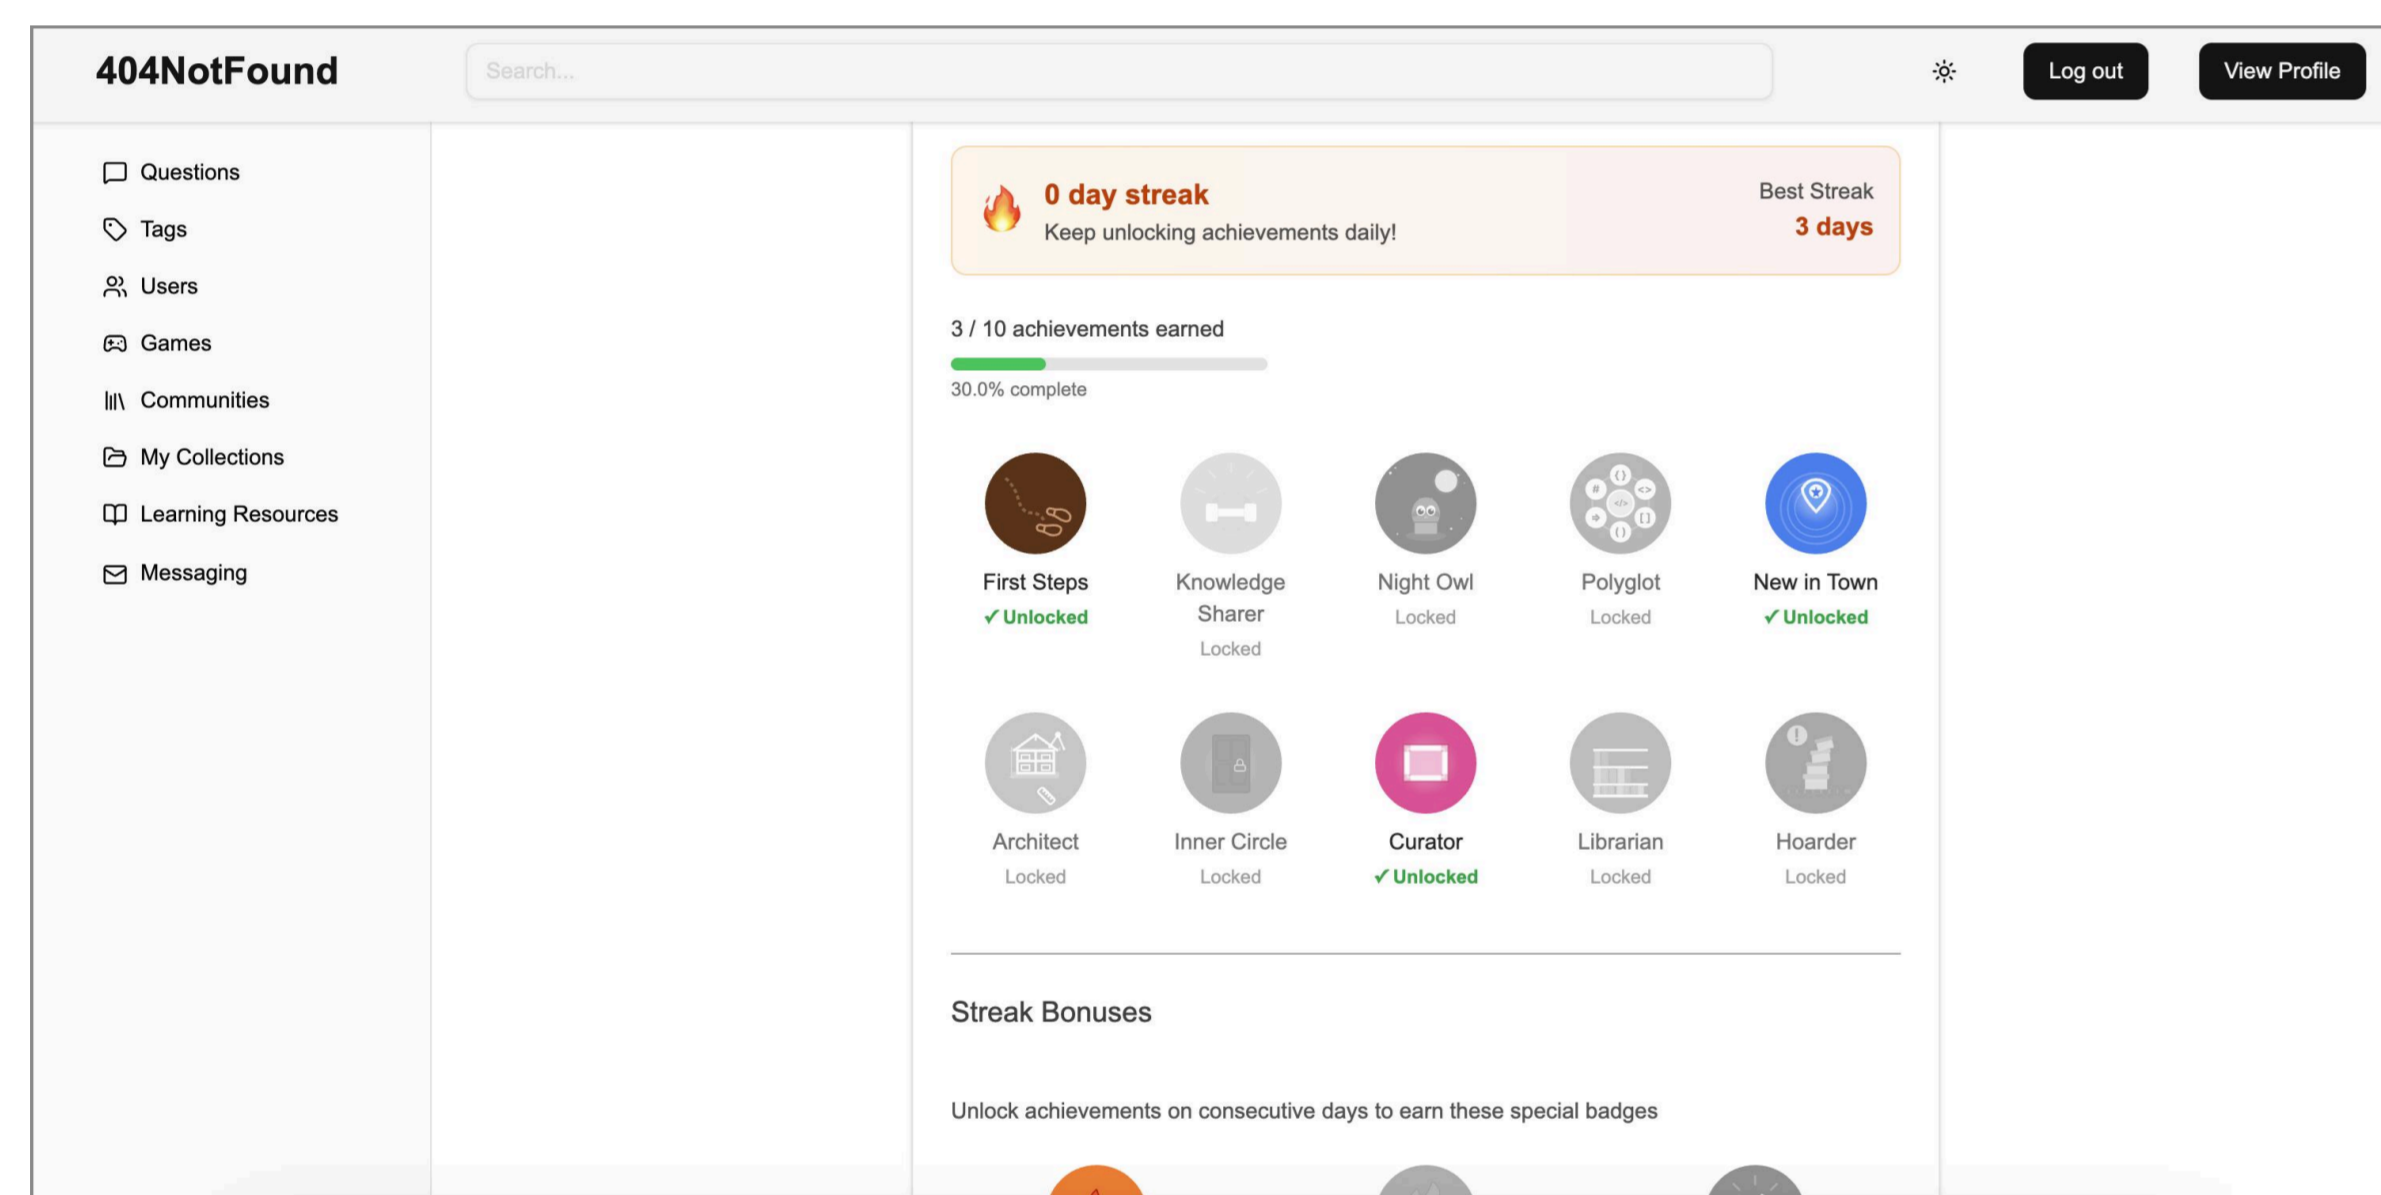 404NotFound
Search...
Log out
View Profile
Questions
Tags
Users
Games
Communities
My Collections
Learning Resources
Messaging
0 day streak
Keep unlocking achievements daily!
Best Streak
3 days
3 / 10 achievements earned
30.0% complete
First Steps
✓ Unlocked
Knowledge
Sharer
Locked
Night Owl
Locked
Polyglot
Locked
New in Town
✓ Unlocked
Architect
Locked
Inner Circle
Locked
Curator
✓ Unlocked
Librarian
Locked
Hoarder
Locked
Streak Bonuses
Unlock achievements on consecutive days to earn these special badges